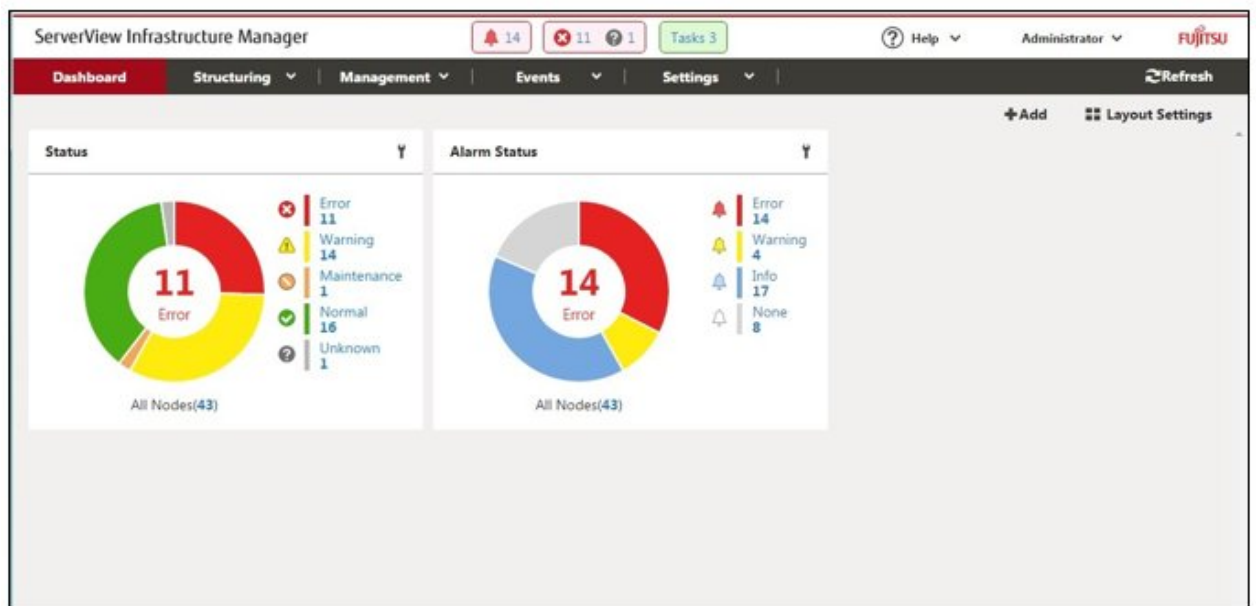 ServerView Infrastructure Manager 14 11 1 Tasks 3 Help Administrator FUJITSU
Dashboard Structuring Management Events Settings Refresh
Add Layout Settings
Status
Error
11
Warning
14
Maintenance
1
Normal
16
Unknown
1
11
Error
All Nodes(43)
Alarm Status
Error
14
Warning
4
Info
17
None
8
14
Error
All Nodes(43)